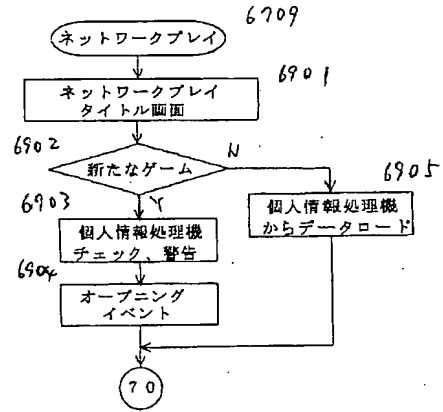 6709
ネットワークプレイ
6901
ネットワークプレイ
タイトル画面
6902
新たなゲーム
N
6905
6903
Y
個人情報処理機
からデータロード
個人情報処理機
チェック、警告
6904
オープニング
イベント
70